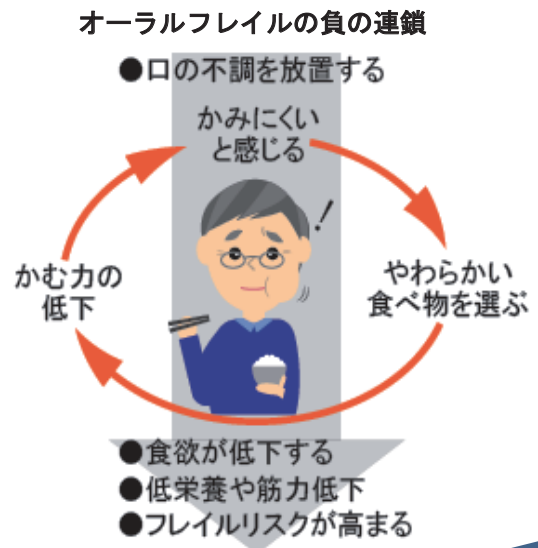 オーラルフレイルの負の連鎖
●口の不調を放置する
かみにくい
と感じる
やわらかい
食べ物を選ぶ
かむ力の
低下
●食欲が低下する
●低栄養や筋力低下
●フレイルリスクが高まる